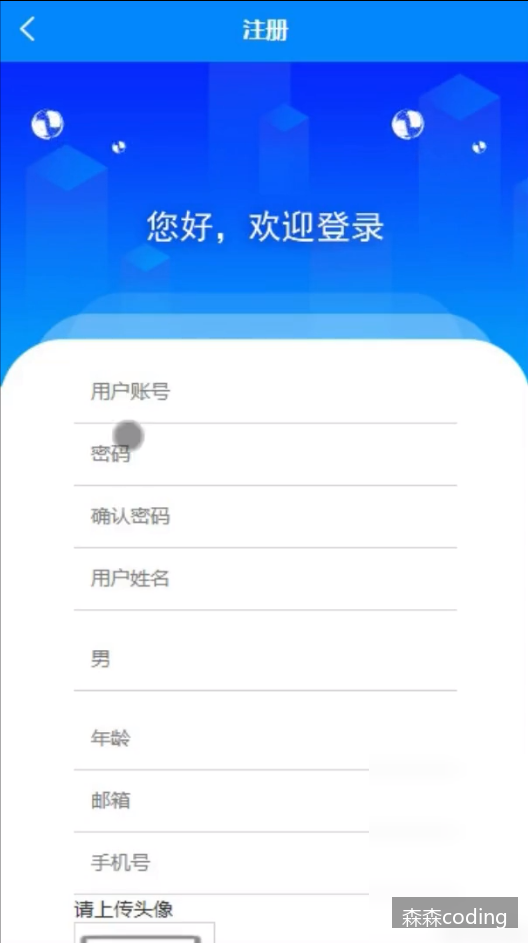 注册
您好，欢迎登录
用户账号
密码
确认密码
用户姓名
男
年龄
邮箱
手机号
请上传头像
森森coding